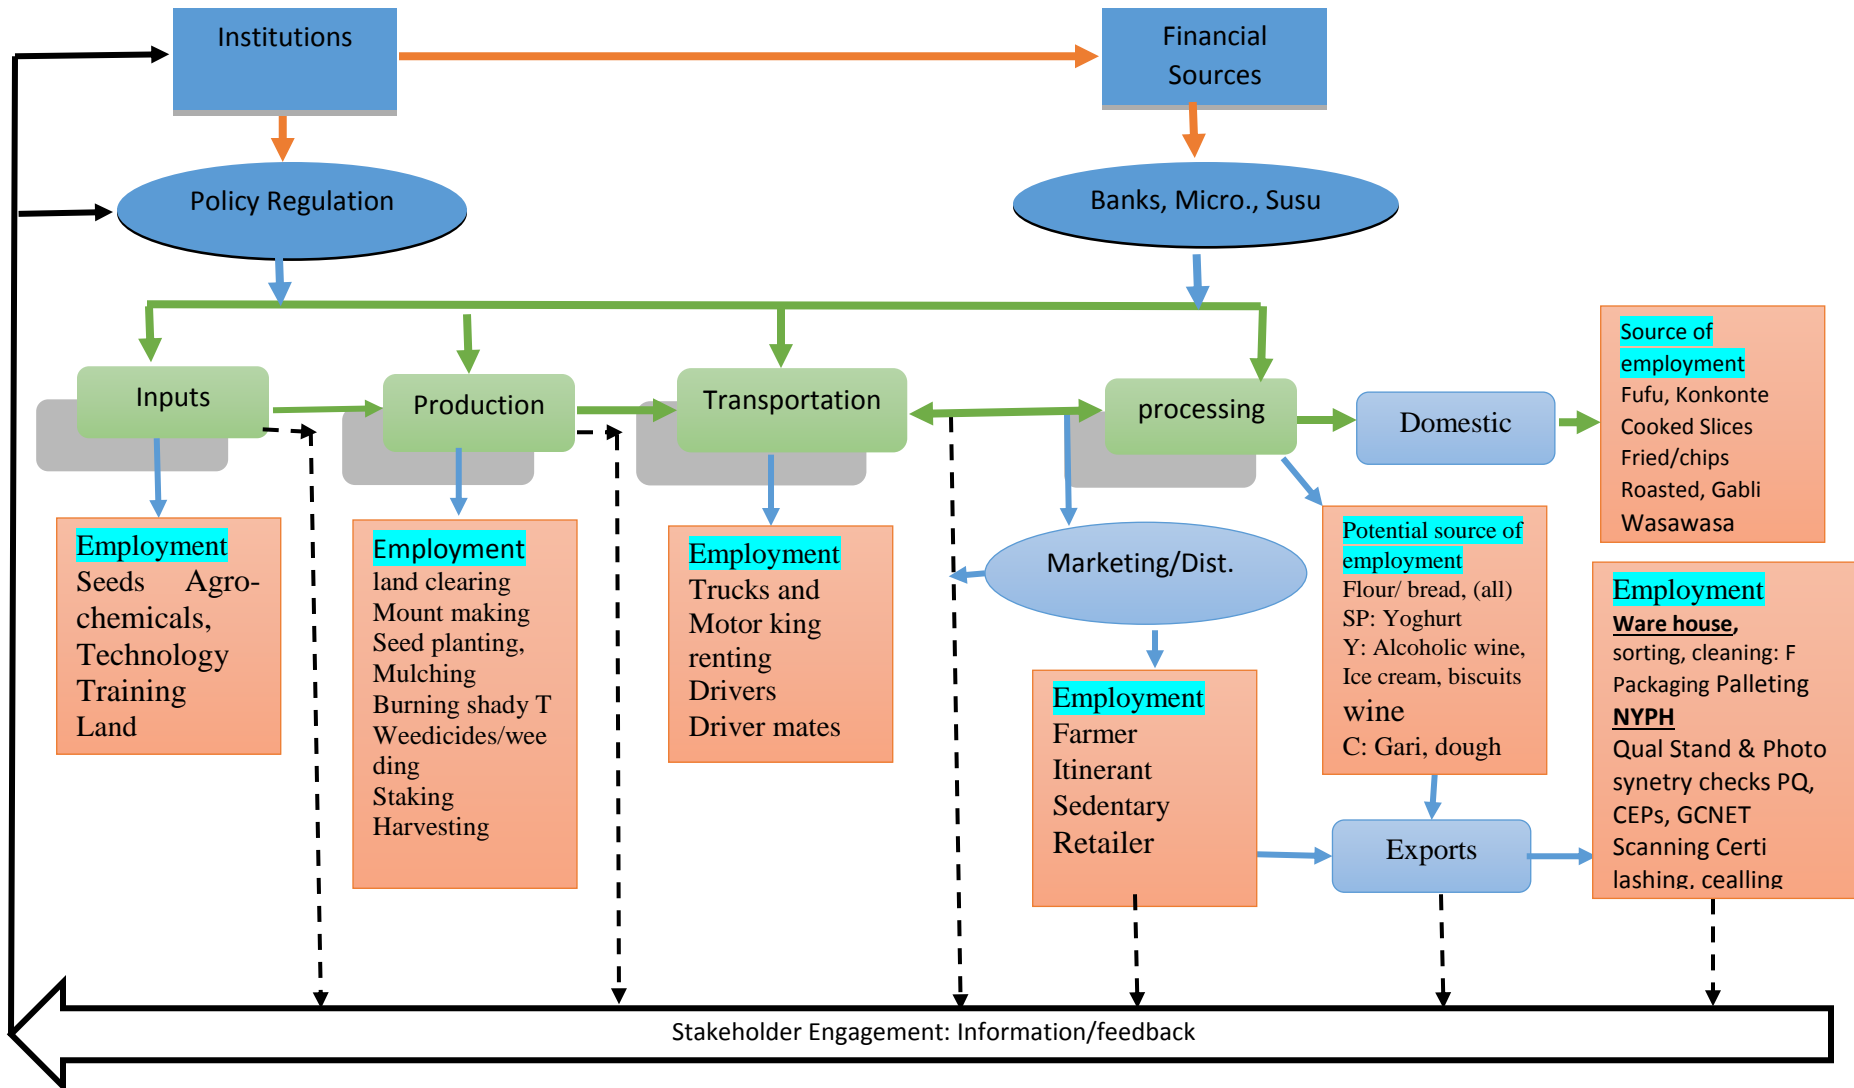 Institutions
Financial
Sources
Policy Regulation
Banks, Micro., Susu
Inputs
Production
Transportation
processing
Domestic
Source of
employment
Fufu, Konkonte
Cooked Slices
Fried/chips
Roasted, Gabli
Wasawasa
Employment
Seeds Agro-
chemicals,
Technology
Training
Land
Employment
land clearing
Mount making
Seed planting,
Mulching
Burning shady T
Weedicides/wee
ding
Staking
Harvesting
Employment
Trucks and
Motor king
renting
Drivers
Driver mates
Marketing/Dist.
Employment
Farmer
Itinerant
Sedentary
Retailer
Potential source of
employment
Flour/ bread, (all)
SP: Yoghurt
Y: Alcoholic wine,
Ice cream, biscuits
wine
C: Gari, dough
Exports
Employment
Ware house,
sorting, cleaning: F
Packaging Palleting
NYPH
Qual Stand & Photo
synetry checks PQ,
CEPs, GCNET
Scanning Certi
lashing, cealling
Stakeholder Engagement: Information/feedback